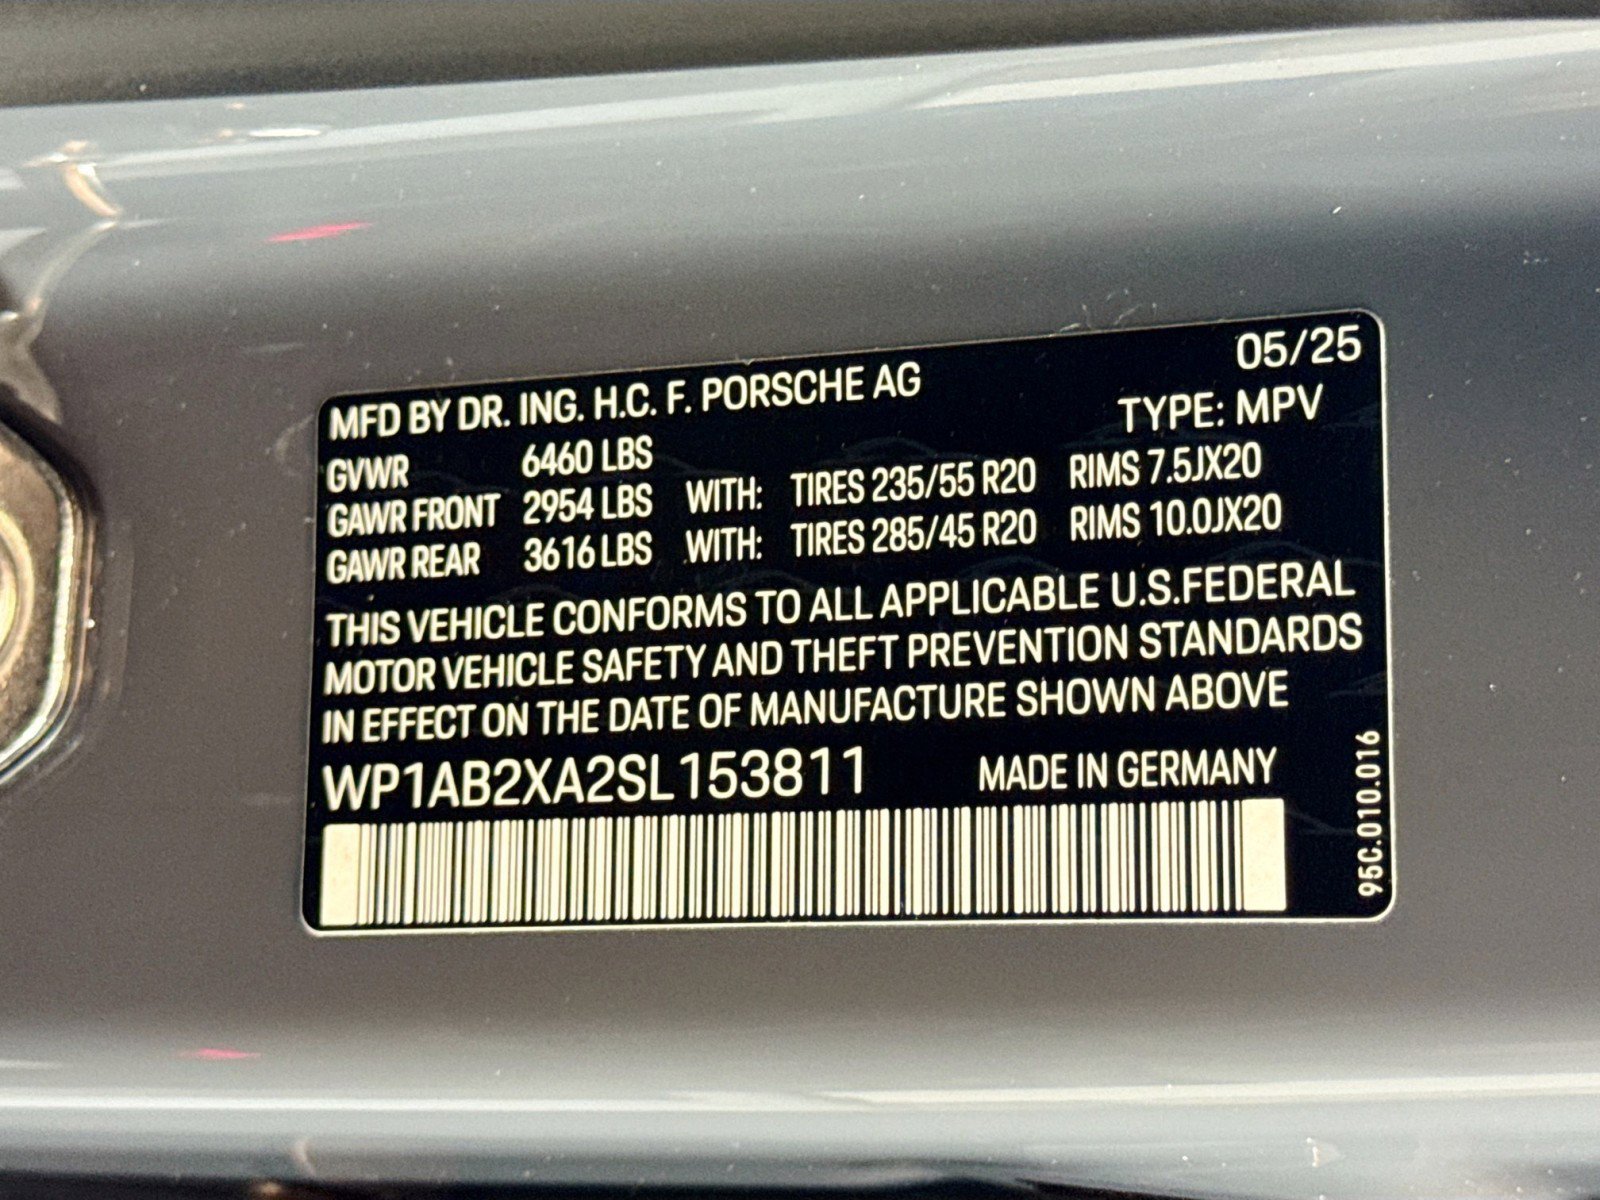 05/25
MFD BY DR. ING. H.C. F. PORSCHE AG
TYPE: MPV
GVWR 6460 LBS
GAWR FRONT 2954 LBS WITH: TIRES 235/55 R20 RIMS 7.5JX20
GAWR REAR 3616 LBS WITH: TIRES 285/45 R20 RIMS 10.0JX20
THIS VEHICLE CONFORMS TO ALL APPLICABLE U.S.FEDERAL
MOTOR VEHICLE SAFETY AND THEFT PREVENTION STANDARDS
IN EFFECT ON THE DATE OF MANUFACTURE SHOWN ABOVE
WP1AB2XA2SL153811 MADE IN GERMANY
95C.010.016